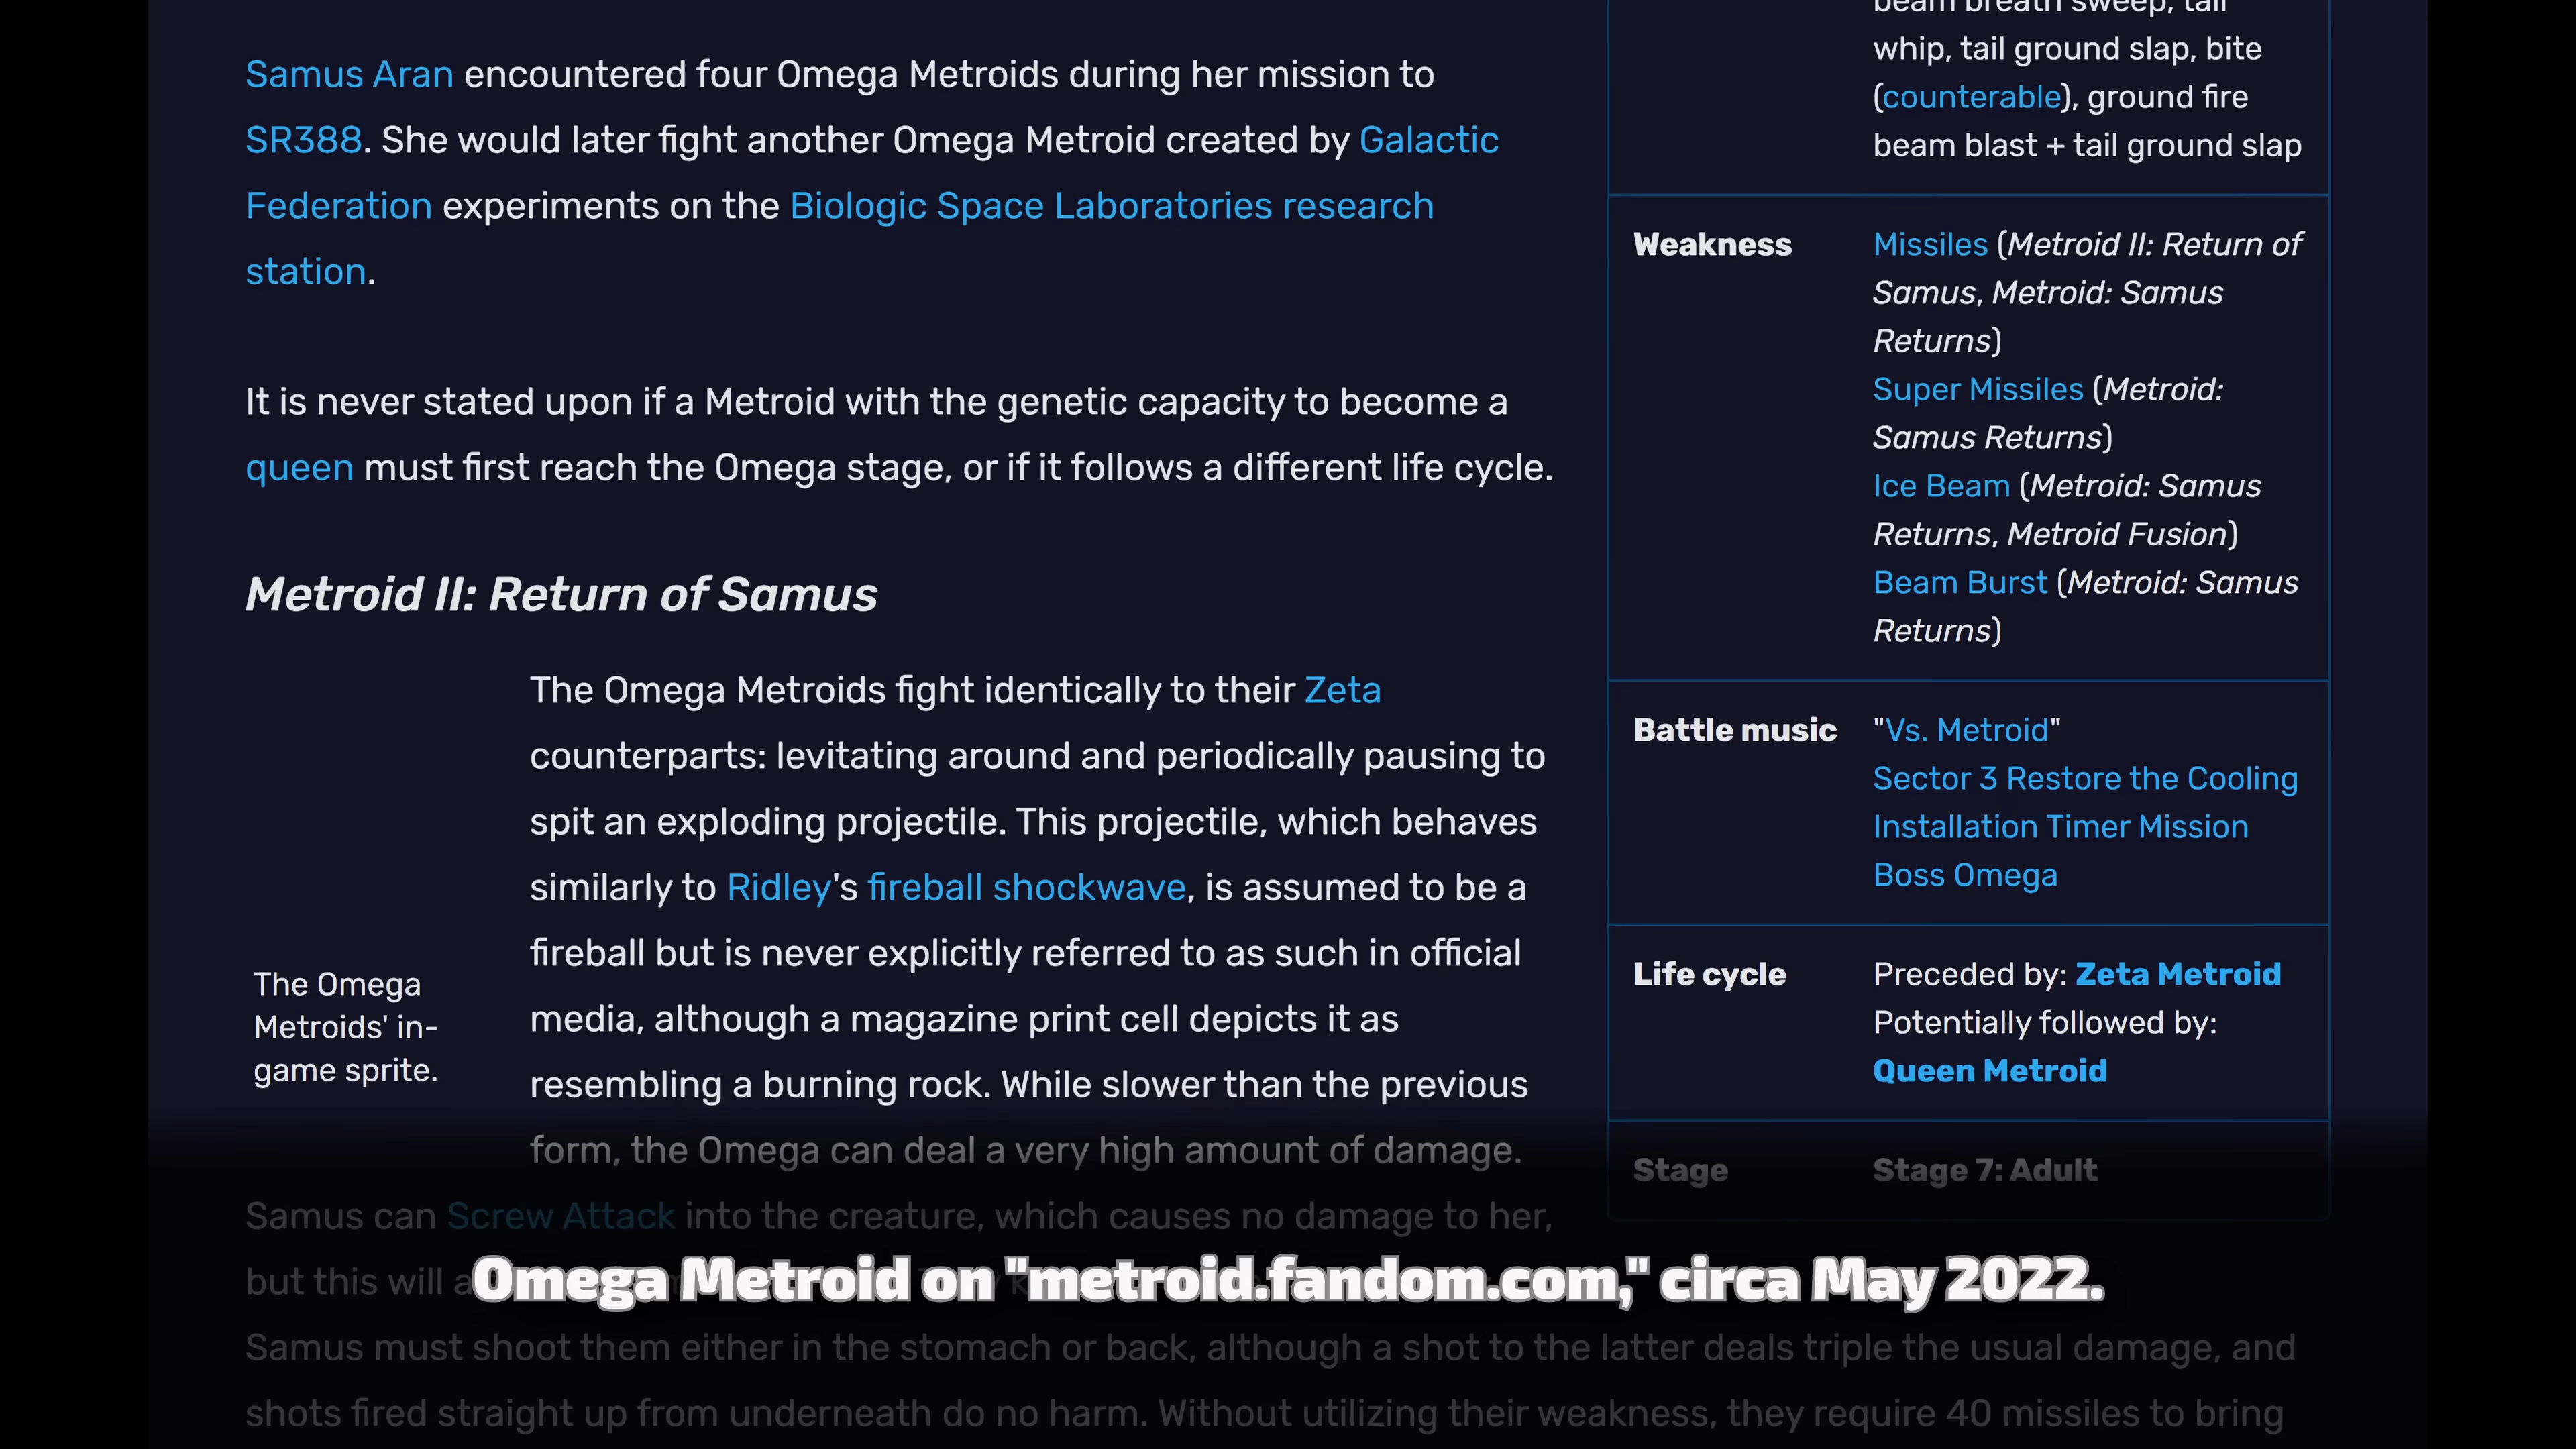 Samus Aran encountered four Omega Metroids during her mission to
SR388. She would later fight another Omega Metroid created by Galactic
Federation experiments on the Biologic Space Laboratories research
station.
It is never stated upon if a Metroid with the genetic capacity to become a
queen must first reach the Omega stage, or if it follows a different life cycle.
Metroid II: Return of Samus
The Omega Metroids fight identically to their Zeta
counterparts: levitating around and periodically pausing to
spit an exploding projectile. This projectile, which behaves
similarly to Ridley's fireball shockwave, is assumed to be a
fireball but is never explicitly referred to as such in official
media, although a magazine print cell depicts it as
resembling a burning rock. While slower than the previous
form, the Omega can deal a very high amount of damage.
The Omega
Metroids' in-
game sprite.
Samus can Screw Attack into the creature, which causes no damage to her,
but this will
Samus must shoot them either in the stomach or back, although a shot to the latter deals triple the usual damage, and
shots fired straight up from underneath do no harm. Without utilizing their weakness, they require 40 missiles to bring
beam breath sweep, tail
whip, tail ground slap, bite
(counterable), ground fire
beam blast + tail ground slap
Weakness
Missiles (Metroid II: Return of
Samus, Metroid: Samus
Returns)
Super Missiles (Metroid:
Samus Returns)
Ice Beam (Metroid: Samus
Returns, Metroid Fusion)
Beam Burst (Metroid: Samus
Returns)
Battle music
"Vs. Metroid"
Sector 3 Restore the Cooling
Installation Timer Mission
Boss Omega
Life cycle
Preceded by: Zeta Metroid
Potentially followed by:
Queen Metroid
Stage
Stage 7: Adult
Omega Metroid on "metroid.fandom.com," circa May 2022.